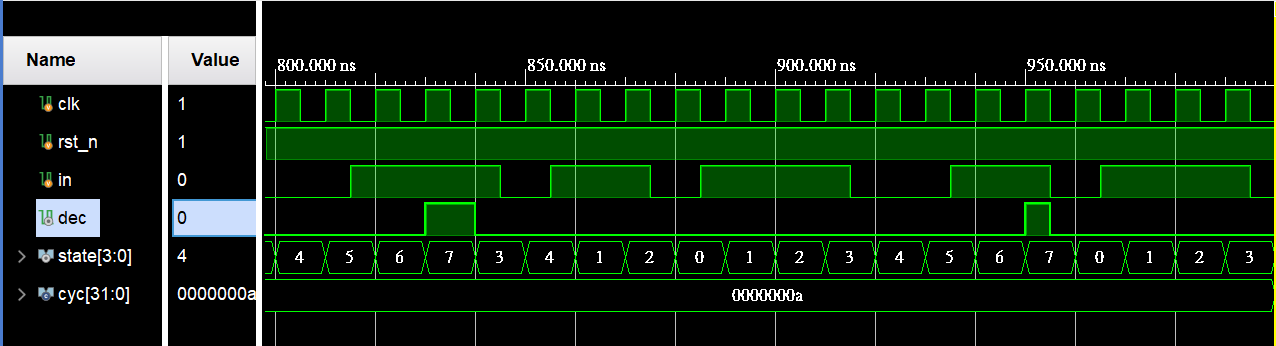 Name Value 800.000 ns 850.000 ns 900.000 ns 950.000 ns
clk 1
rst_n 1
in 0
dec 0
state[3:0] 4 4 5 6 7 3 4 1 2 0 1 2 3 4 5 6 7 0 1 2 3
cyc[31:0] 0000000a 0000000a